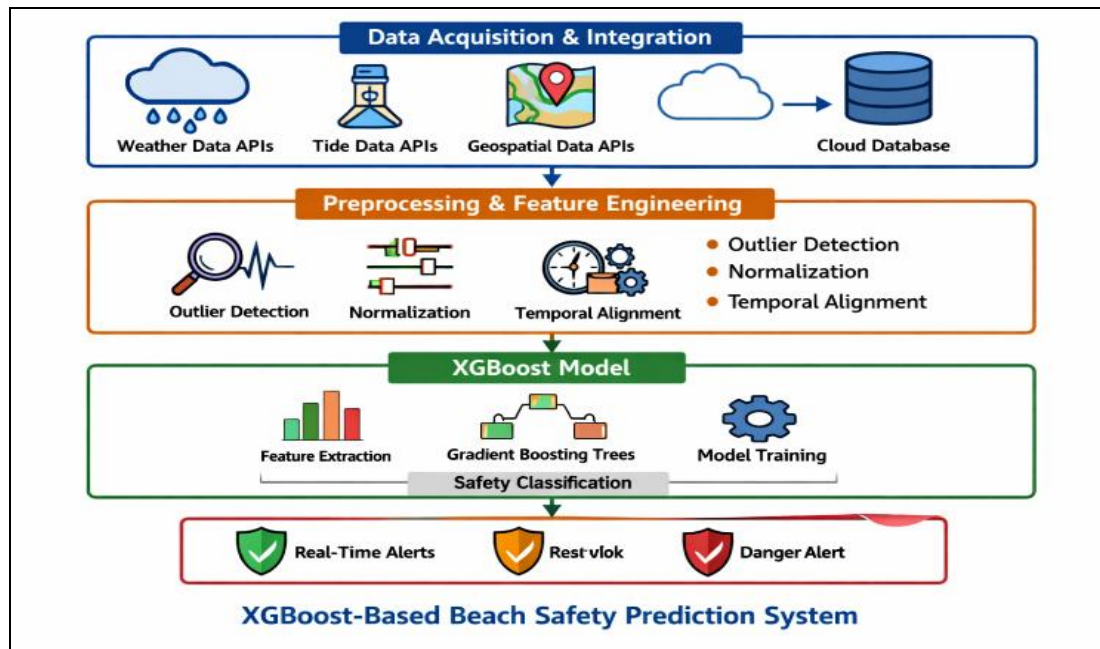 Data Acquisition & Integration
Weather Data APIs
Tide Data APIs
Geospatial Data APIs
Cloud Database
Preprocessing & Feature Engineering
Outlier Detection
Normalization
Temporal Alignment
• Outlier Detection
• Normalization
• Temporal Alignment
XGBoost Model
Feature Extraction
Gradient Boosting Trees
Model Training
Safety Classification
Real-Time Alerts
Danger Alert
XGBoost-Based Beach Safety Prediction System